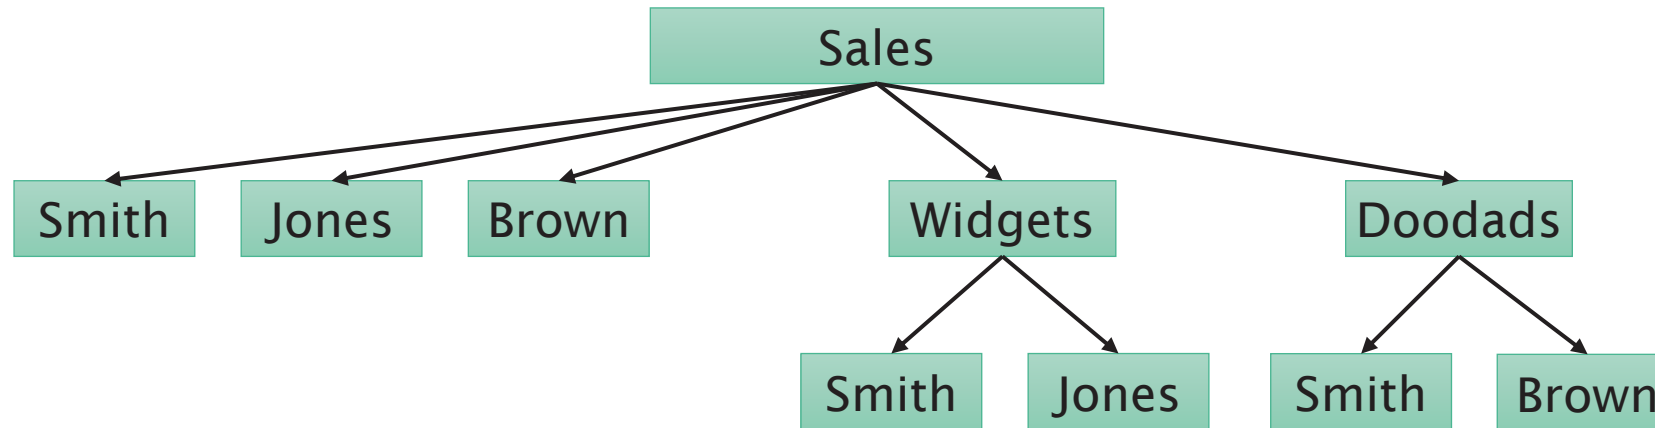 Sales
Smith
Jones
Brown
Widgets
Doodads
Smith
Jones
Smith
Brown